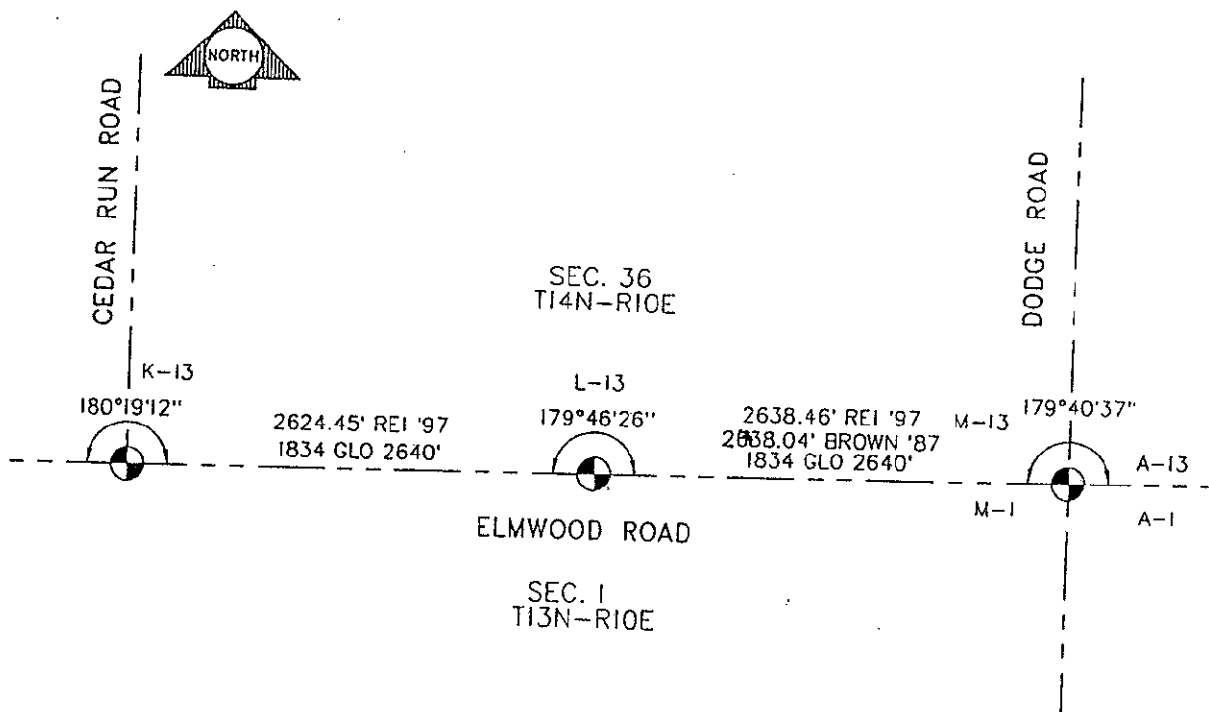 NORTH
CEDAR RUN ROAD
DODGE ROAD
SEC. 36
T14N-R10E
K-13
180°19'12"
2624.45' REI '97
1834 GLO 2640'
L-13
179°46'26"
2638.46' REI '97
2638.04' BROWN '87
1834 GLO 2640'
M-13
179°40'37"
A-13
M-1
A-1
ELMWOOD ROAD
SEC. 1
T13N-R10E